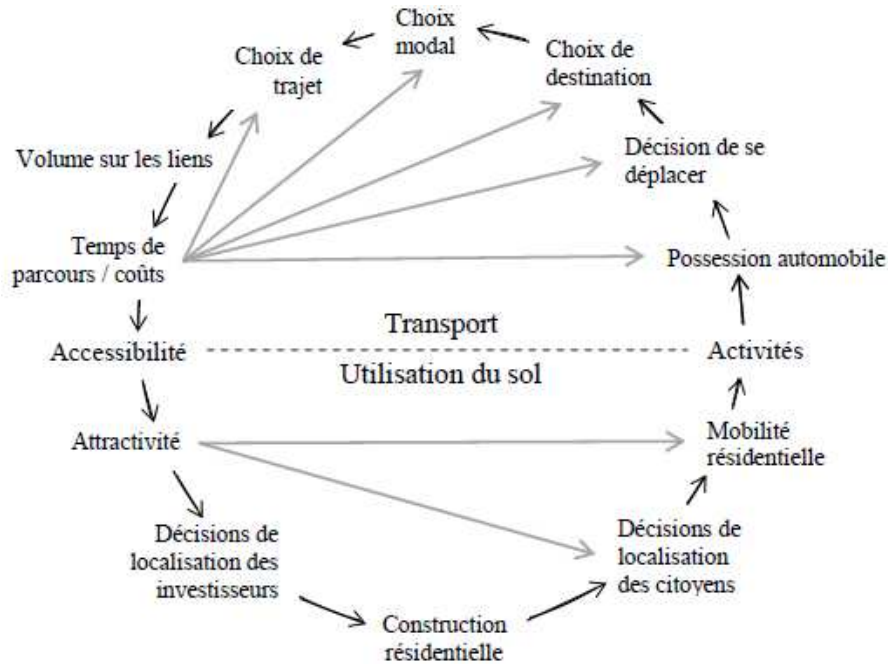 Choix
modal
Choix de
trajet
Choix de
destination
Volume sur les liens
Décision de se
déplacer
Temps de
parcours / coûts
Possession automobile
Transport
Accessibilité
Activités
Utilisation du sol
Attractivité
Mobilité
résidentielle
Décisions de
localisation des
investisseurs
Décisions de
localisation
des citoyens
Construction
résidentielle